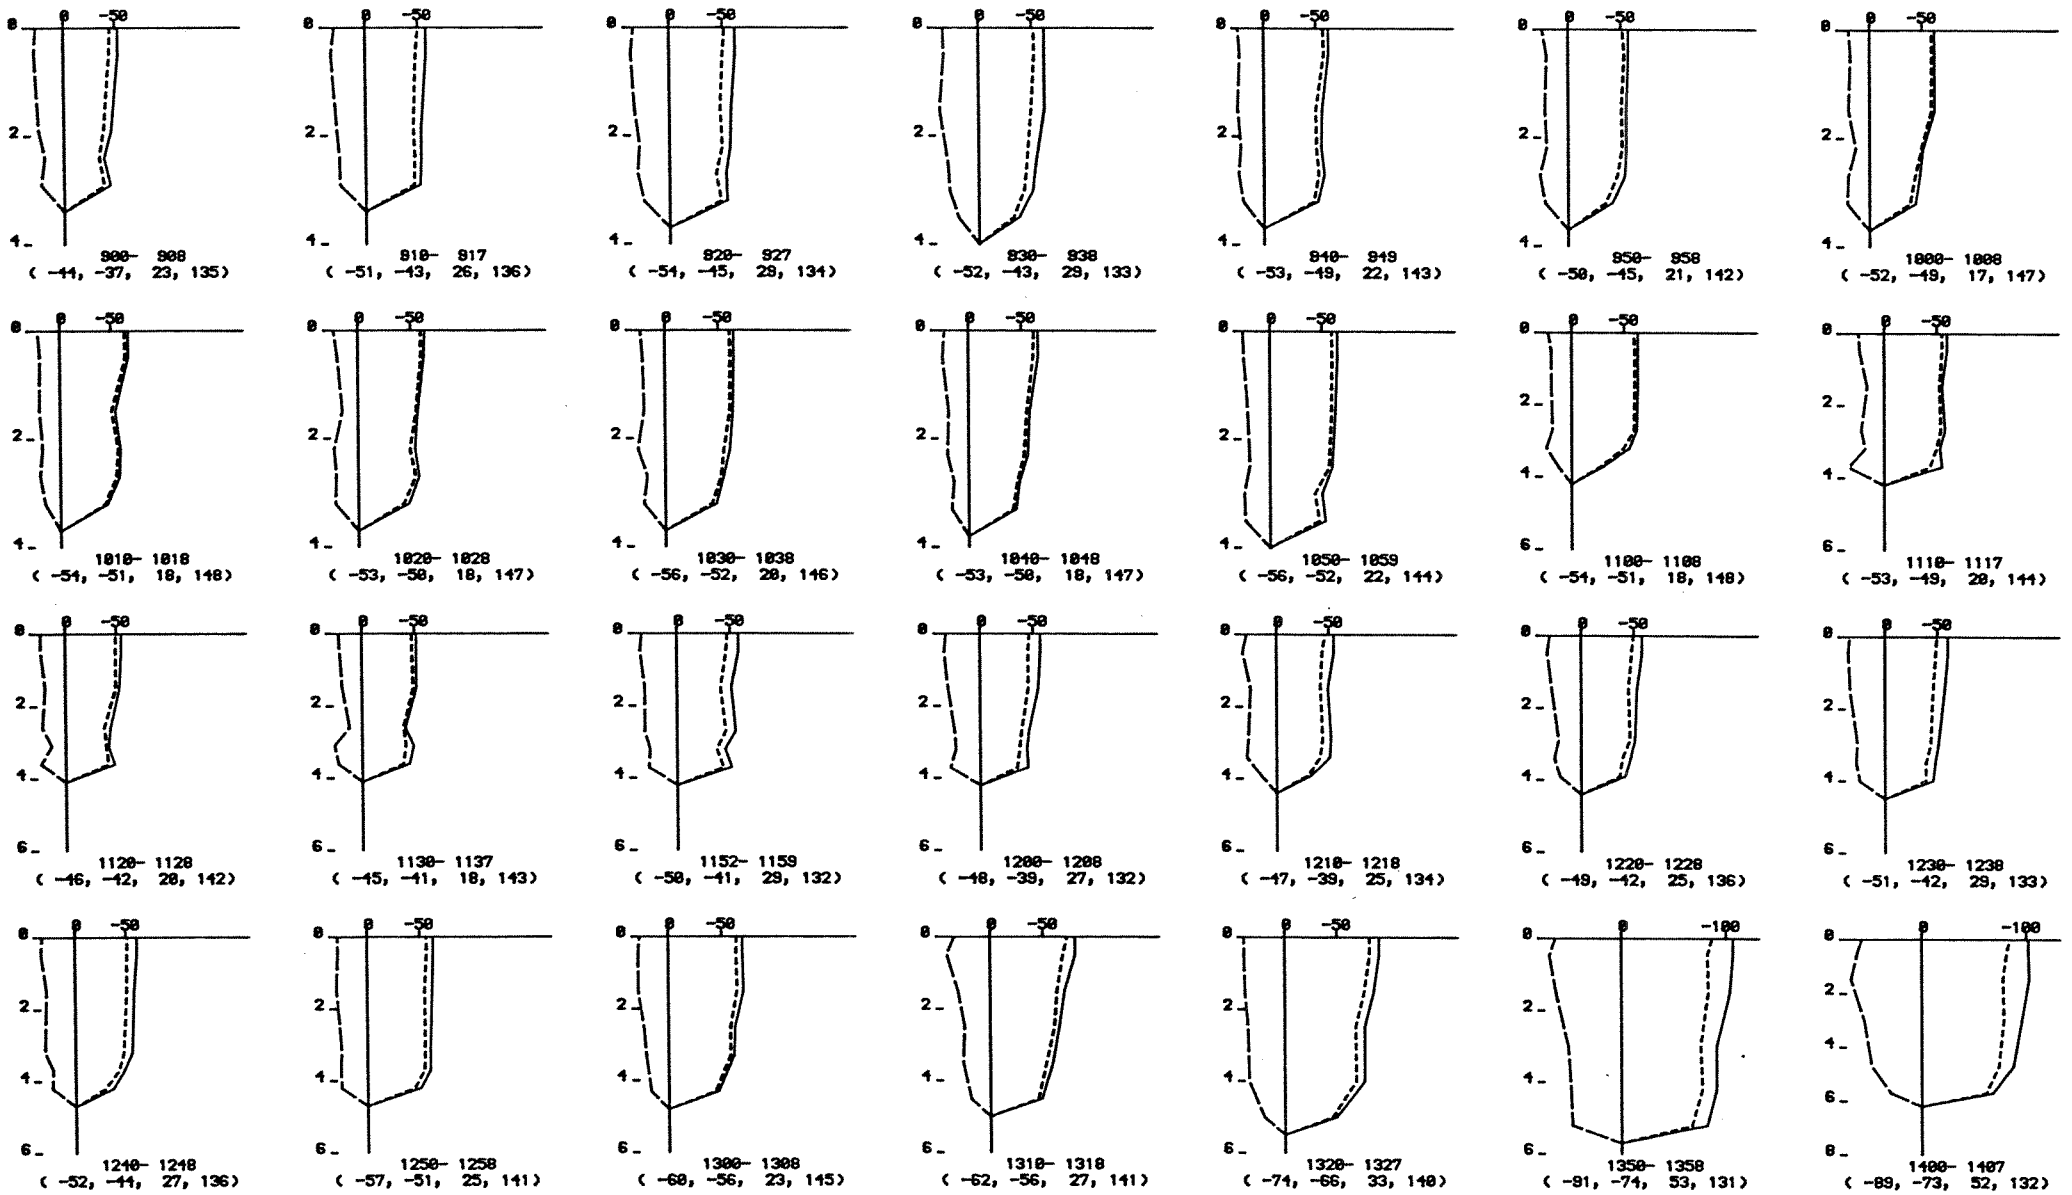 0 0 -50 0 0 -50 0 0 -50 0 0 -50 0 0 -50 0 0 -50 0 0 -50
2 2 2 2 2 2 2
4 4 4 4 4 4 4
900- 908 910- 917 920- 927 930- 938 940- 949 950- 958 1000- 1008
( -44, -37, 23, 135) ( -51, -43, 26, 136) ( -54, -45, 29, 134) ( -52, -43, 29, 133) ( -53, -49, 22, 143) ( -50, -45, 21, 142) ( -52, -49, 17, 147)
0 0 -50 0 0 -50 0 0 -50 0 0 -50 0 0 -50 0 0 -50 0 0 -50
2 2 2 2 2 2 2
4 4 4 4 4 4 4
6 6
1010- 1018 1020- 1028 1030- 1038 1040- 1048 1050- 1059 1100- 1108 1110- 1117
( -54, -51, 18, 148) ( -53, -50, 18, 147) ( -56, -52, 20, 146) ( -53, -50, 18, 147) ( -56, -52, 22, 144) ( -54, -51, 18, 148) ( -53, -49, 20, 144)
0 0 -50 0 0 -50 0 0 -50 0 0 -50 0 0 -50 0 0 -50 0 0 -50
2 2 2 2 2 2 2
4 4 4 4 4 4 4
6 6 6 6 6 6 6
1120- 1128 1130- 1137 1152- 1159 1200- 1208 1210- 1218 1220- 1228 1230- 1238
( -46, -42, 20, 142) ( -45, -41, 18, 143) ( -50, -41, 29, 132) ( -48, -39, 27, 132) ( -47, -39, 25, 134) ( -49, -42, 25, 136) ( -51, -42, 29, 133)
0 0 -50 0 0 -50 0 0 -50 0 0 -50 0 0 -50 0 0 -100 0 0 -100
2 2 2 2 2 2 2
4 4 4 4 4 4 4
6 6 6 6 6 6 6
8
1240- 1248 1250- 1258 1300- 1308 1310- 1318 1320- 1327 1350- 1358 1400- 1407
( -52, -44, 27, 136) ( -57, -51, 25, 141) ( -60, -56, 23, 145) ( -62, -56, 27, 141) ( -74, -66, 33, 140) ( -91, -74, 53, 131) ( -89, -73, 52, 132)